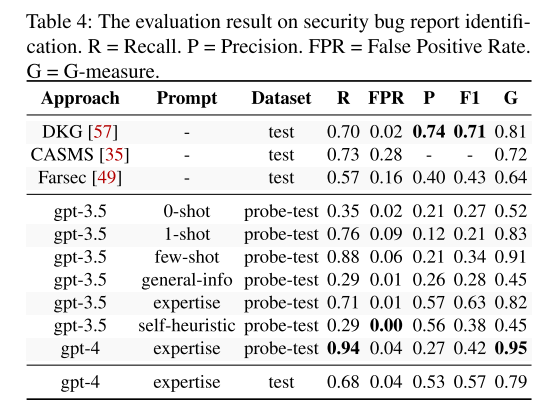 Table 4: The evaluation result on security bug report identifi-
cation. R = Recall. P = Precision. FPR = False Positive Rate.
G = G-measure.
Approach Prompt Dataset R FPR P F1 G
DKG [57] - test 0.70 0.02 0.74 0.71 0.81
CASMS [35] - test 0.73 0.28 - - 0.72
Farsec [49] - test 0.57 0.16 0.40 0.43 0.64
gpt-3.5 0-shot probe-test 0.35 0.02 0.21 0.27 0.52
gpt-3.5 1-shot probe-test 0.76 0.09 0.12 0.21 0.83
gpt-3.5 few-shot probe-test 0.88 0.06 0.21 0.34 0.91
gpt-3.5 general-info probe-test 0.29 0.01 0.26 0.28 0.45
gpt-3.5 expertise probe-test 0.71 0.01 0.57 0.63 0.82
gpt-3.5 self-heuristic probe-test 0.29 0.00 0.56 0.38 0.45
gpt-4 expertise probe-test 0.94 0.04 0.27 0.42 0.95
gpt-4 expertise test 0.68 0.04 0.53 0.57 0.79